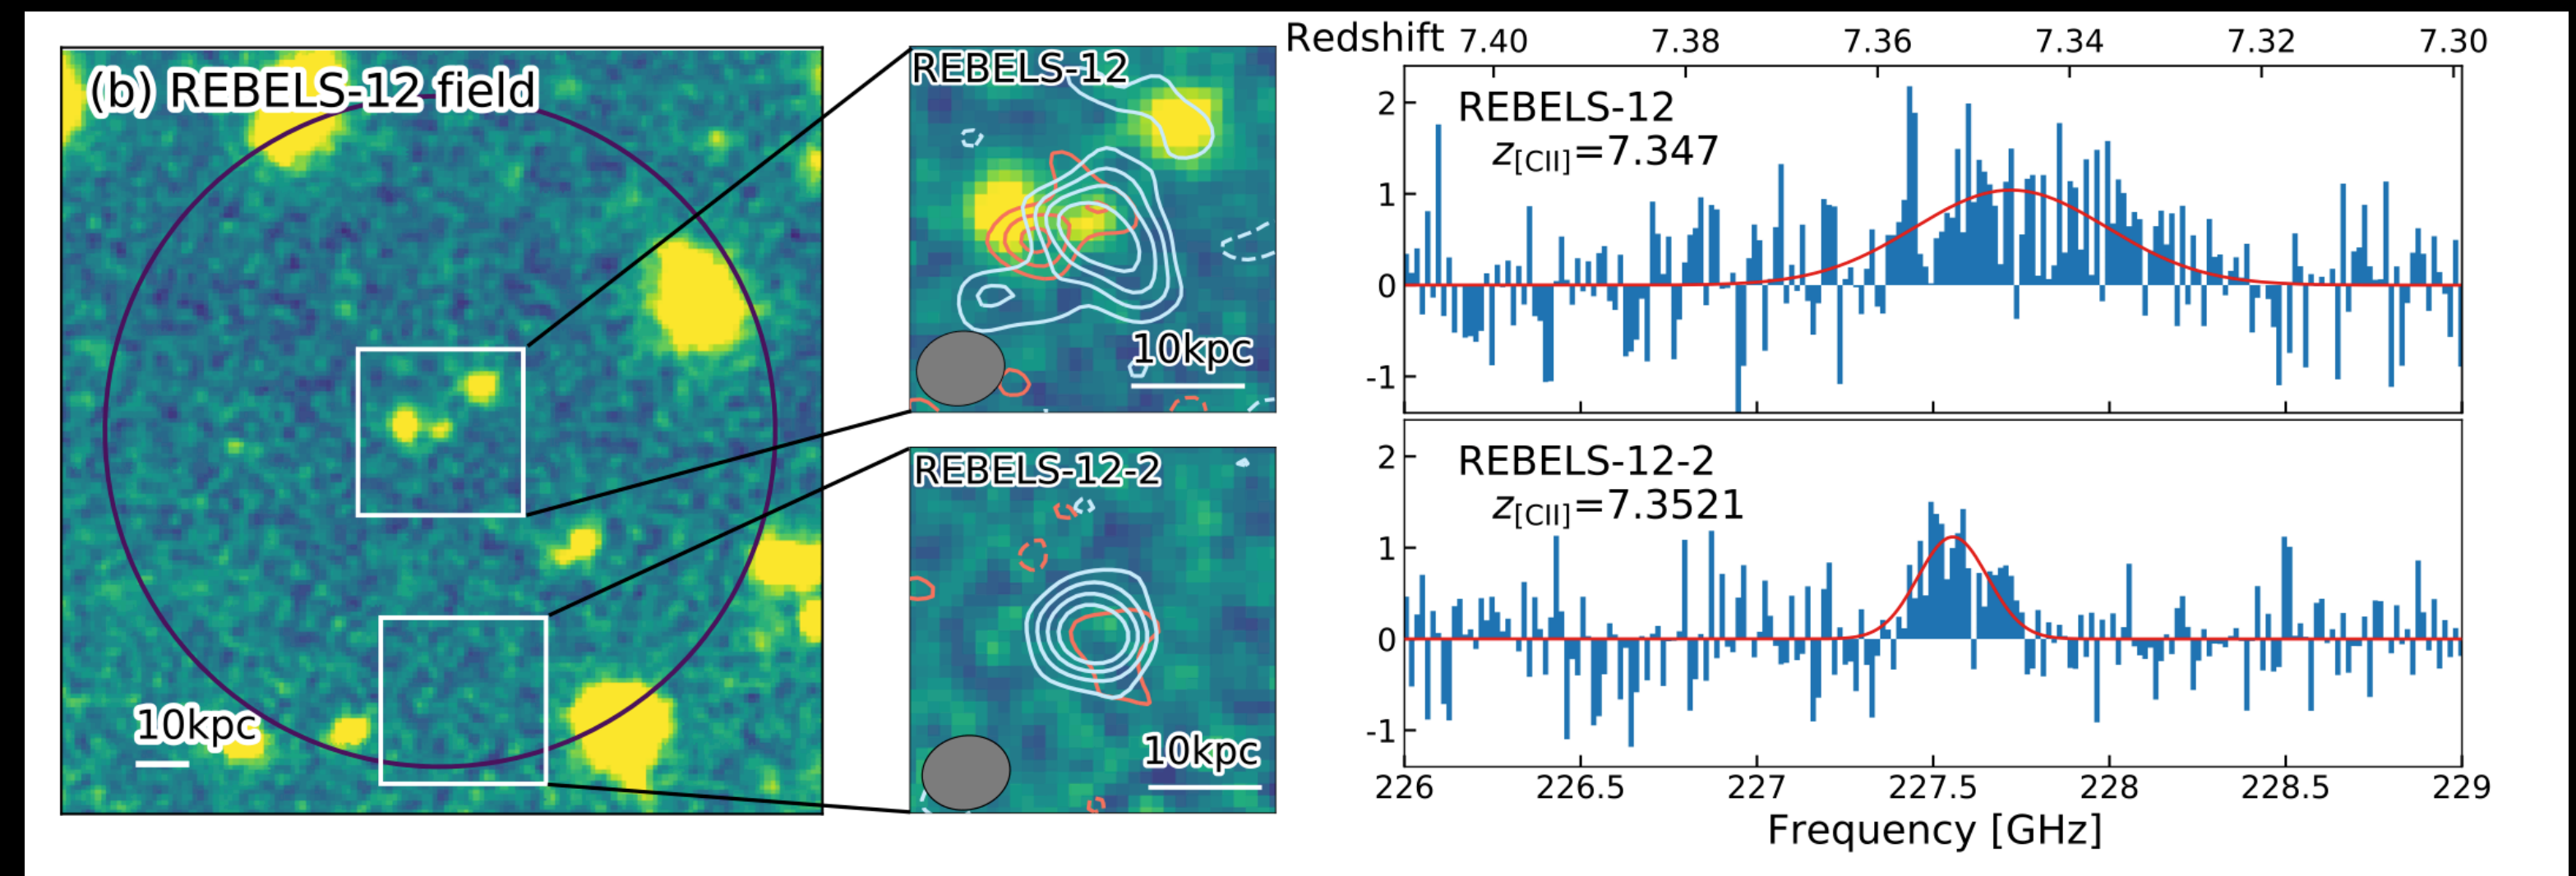 (b) REBELS-12 field
10kpc
REBELS-12
10kpc
REBELS-12-2
10kpc
Redshift 7.40 7.38 7.36 7.34 7.32 7.30
2
1
0
-1
REBELS-12
z[CII]=7.347
2
1
0
-1
REBELS-12-2
z[CII]=7.3521
226 226.5 227 227.5 228 228.5 229
Frequency [GHz]